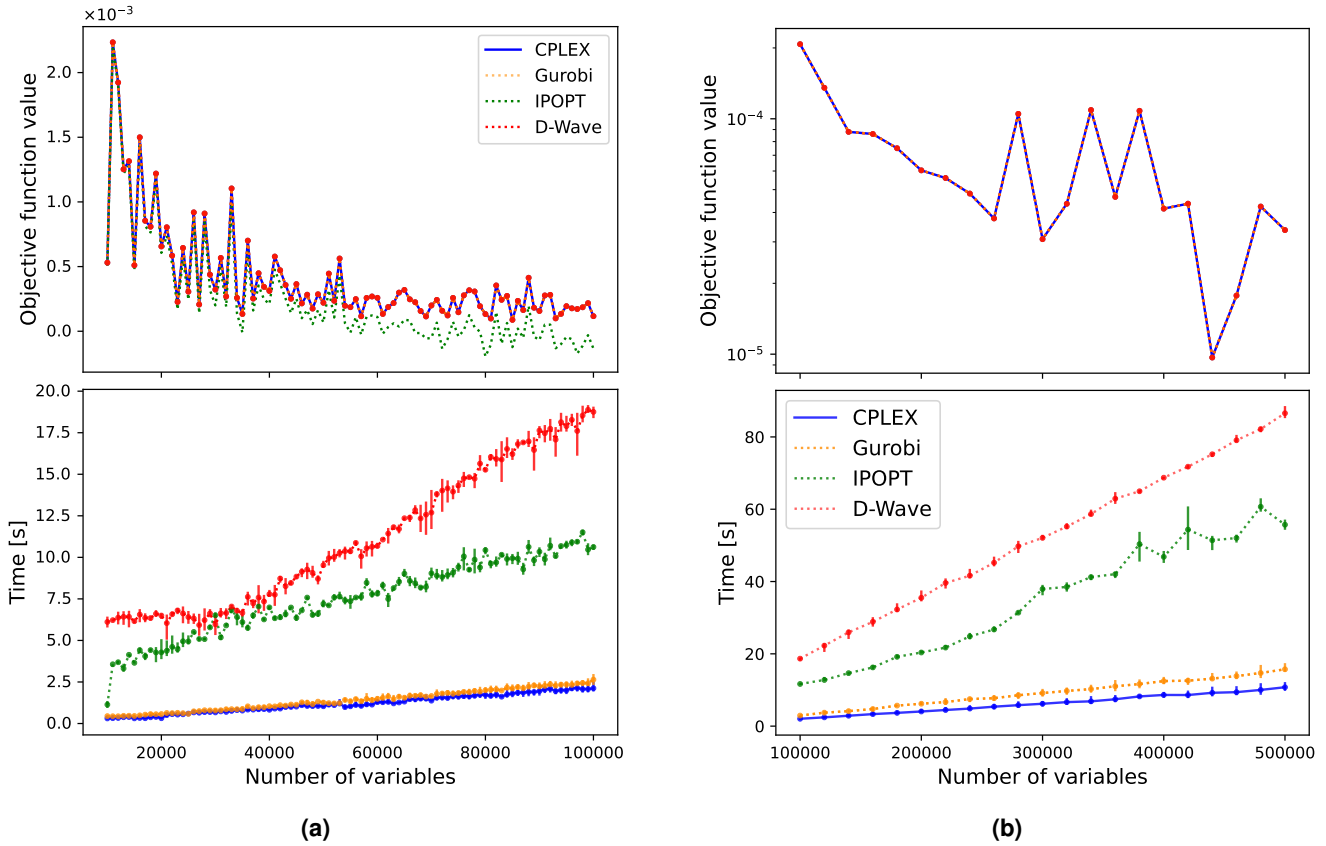 ×10⁻³
2.0
1.5
1.0
0.5
0.0
Objective function value
CPLEX
Gurobi
IPOPT
D-Wave
20.0
17.5
15.0
12.5
10.0
7.5
5.0
2.5
0.0
Time [s]
20000 40000 60000 80000 100000
Number of variables
(a)
10⁻⁴
10⁻⁵
Objective function value
CPLEX
Gurobi
IPOPT
D-Wave
80
60
40
20
0
Time [s]
100000 200000 300000 400000 500000
Number of variables
(b)